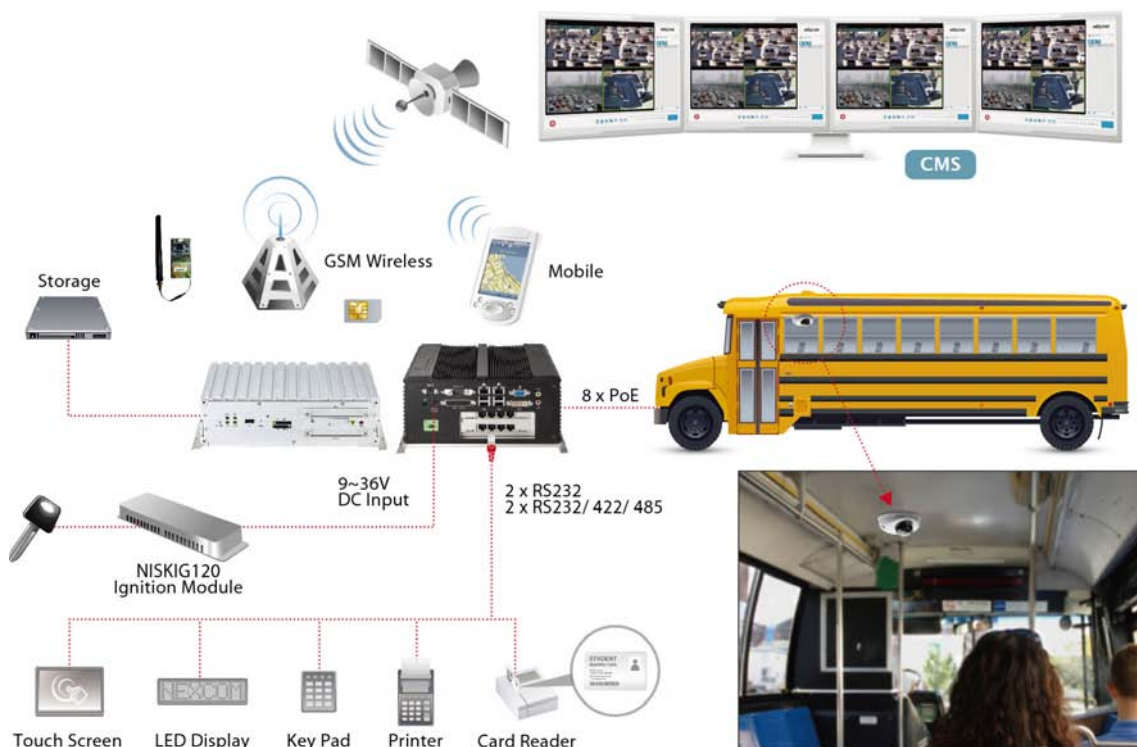 CMS
GSM Wireless
Mobile
Storage
8 x PoE
9~36V
DC Input
2 x RS232
2 x RS232/ 422/ 485
NISKIG120
Ignition Module
NEXCOM
STUDENT
Touch Screen
LED Display
Key Pad
Printer
Card Reader